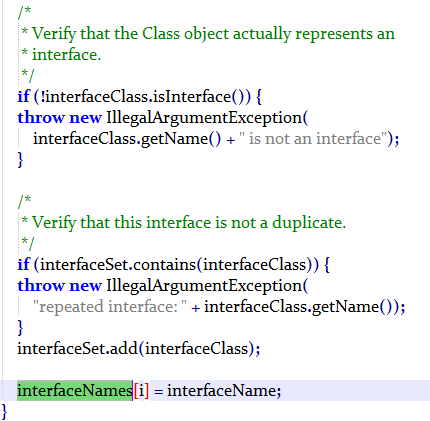 /*
* Verify that the Class object actually represents an
* interface.
*/
if (!interfaceClass.isInterface()) {
throw new IllegalArgumentException(
interfaceClass.getName() + " is not an interface");
}
/*
* Verify that this interface is not a duplicate.
*/
if (interfaceSet.contains(interfaceClass)) {
throw new IllegalArgumentException(
"repeated interface: " + interfaceClass.getName());
}
interfaceSet.add(interfaceClass);
interfaceNames[i] = interfaceName;
}